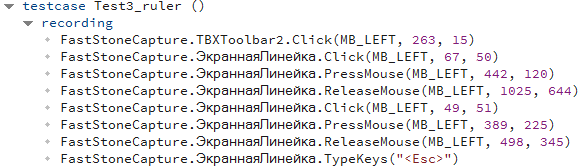 testcase Test3_ruler ()
recording
FastStoneCapture.TBXToolbar2.Click(MB_LEFT, 263, 15)
FastStoneCapture.ЭкраннаяЛинейка.Click(MB_LEFT, 67, 50)
FastStoneCapture.ЭкраннаяЛинейка.PressMouse(MB_LEFT, 442, 120)
FastStoneCapture.ЭкраннаяЛинейка.ReleaseMouse(MB_LEFT, 1025, 644)
FastStoneCapture.ЭкраннаяЛинейка.Click(MB_LEFT, 49, 51)
FastStoneCapture.ЭкраннаяЛинейка.PressMouse(MB_LEFT, 389, 225)
FastStoneCapture.ЭкраннаяЛинейка.ReleaseMouse(MB_LEFT, 498, 345)
FastStoneCapture.ЭкраннаяЛинейка.TypeKeys("<Esc>")